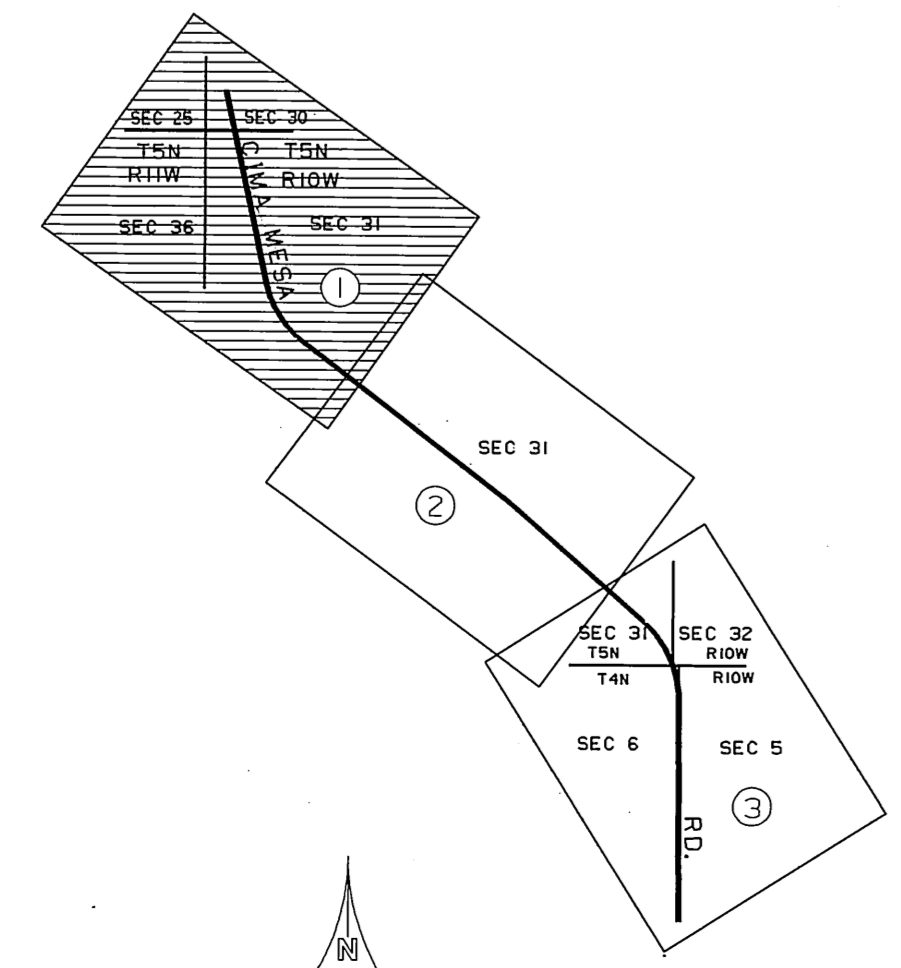 SEC 25
SEC 30
T5N
R11W
T5N
R10W
SEC 36
SEC 31
CIMA MESA
1
SEC 31
2
SEC 31
SEC 32
T5N
R10W
T4N
R10W
SEC 6
SEC 5
3
RD.
N